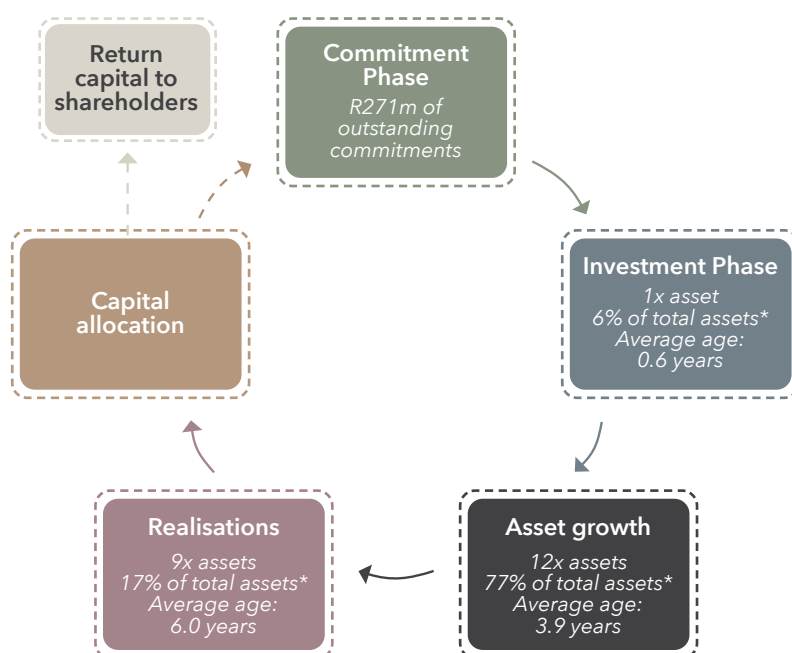 Return
capital to
shareholders
Commitment
Phase
R271m of
outstanding
commitments
Investment Phase
1x asset
6% of total assets*
Average age:
0.6 years
Capital
allocation
Realisations
9x assets
17% of total assets*
Average age:
6.0 years
Asset growth
12x assets
77% of total assets*
Average age:
3.9 years